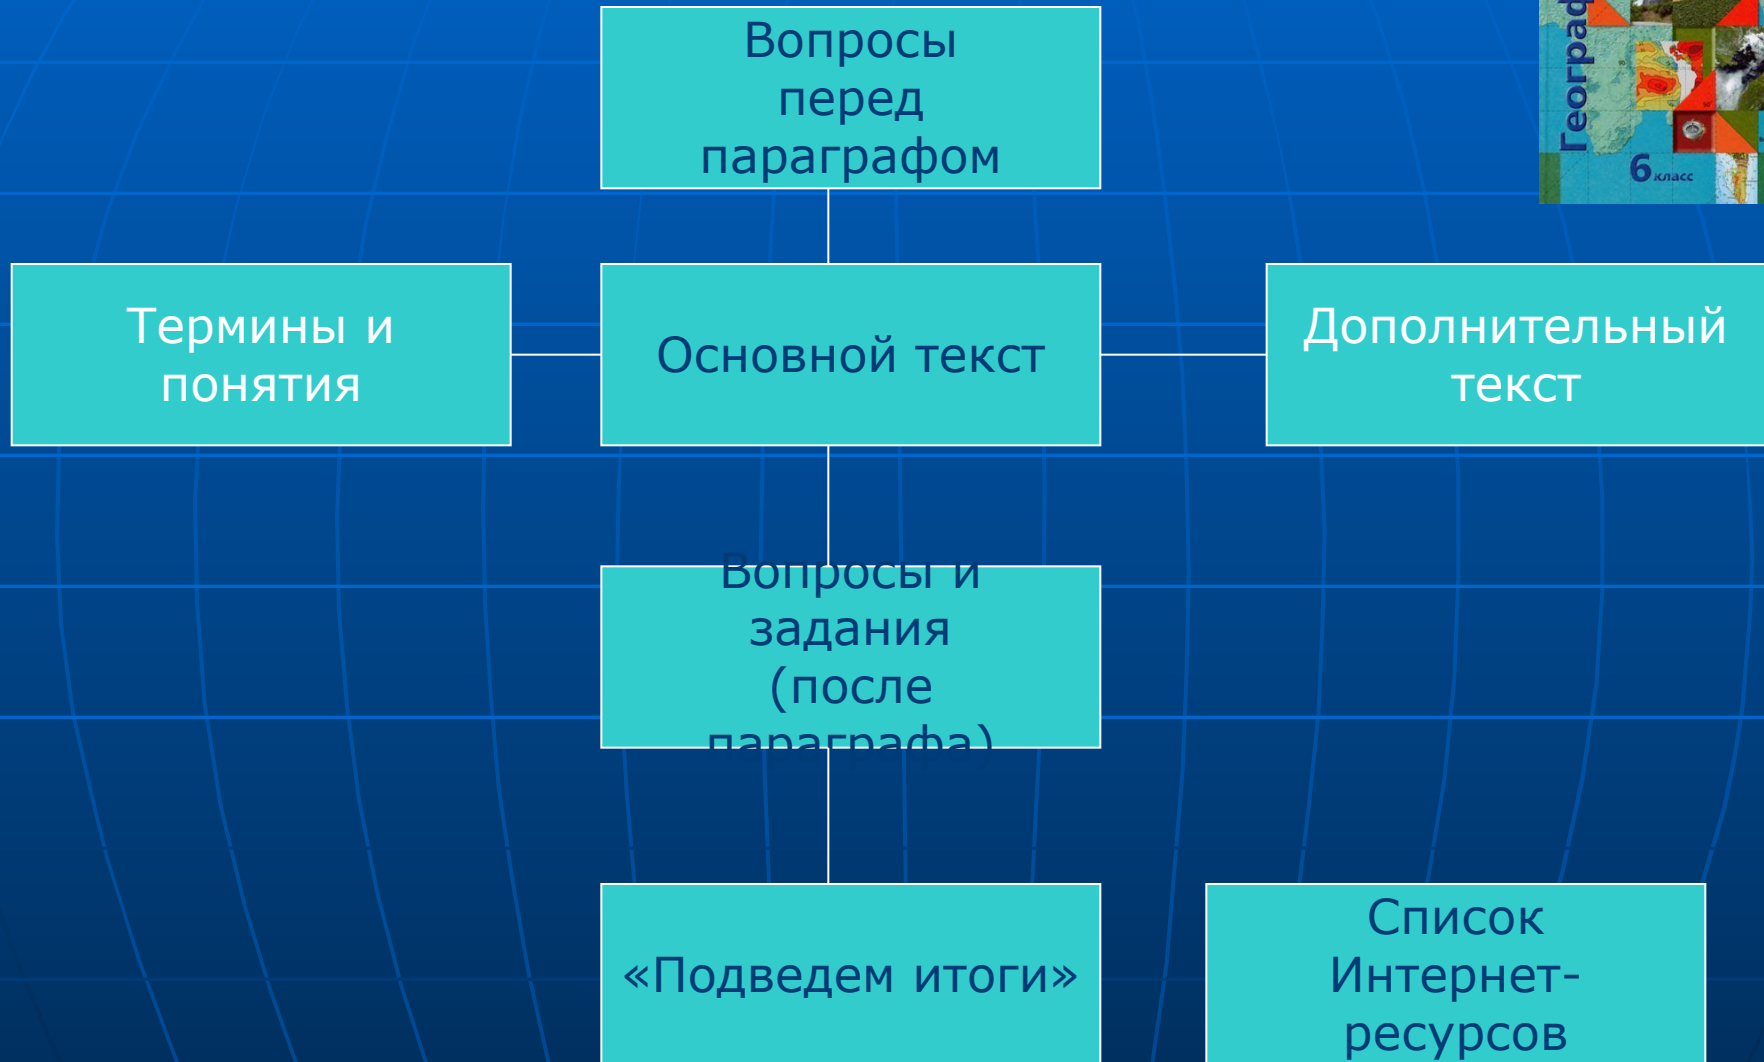 Вопросы
перед
параграфом
6 класс
Термины и
понятия
Основной текст
Дополнительный
текст
Вопросы и
задания
(после
параграфа)
«Подведем итоги»
Список
Интернет-
ресурсов